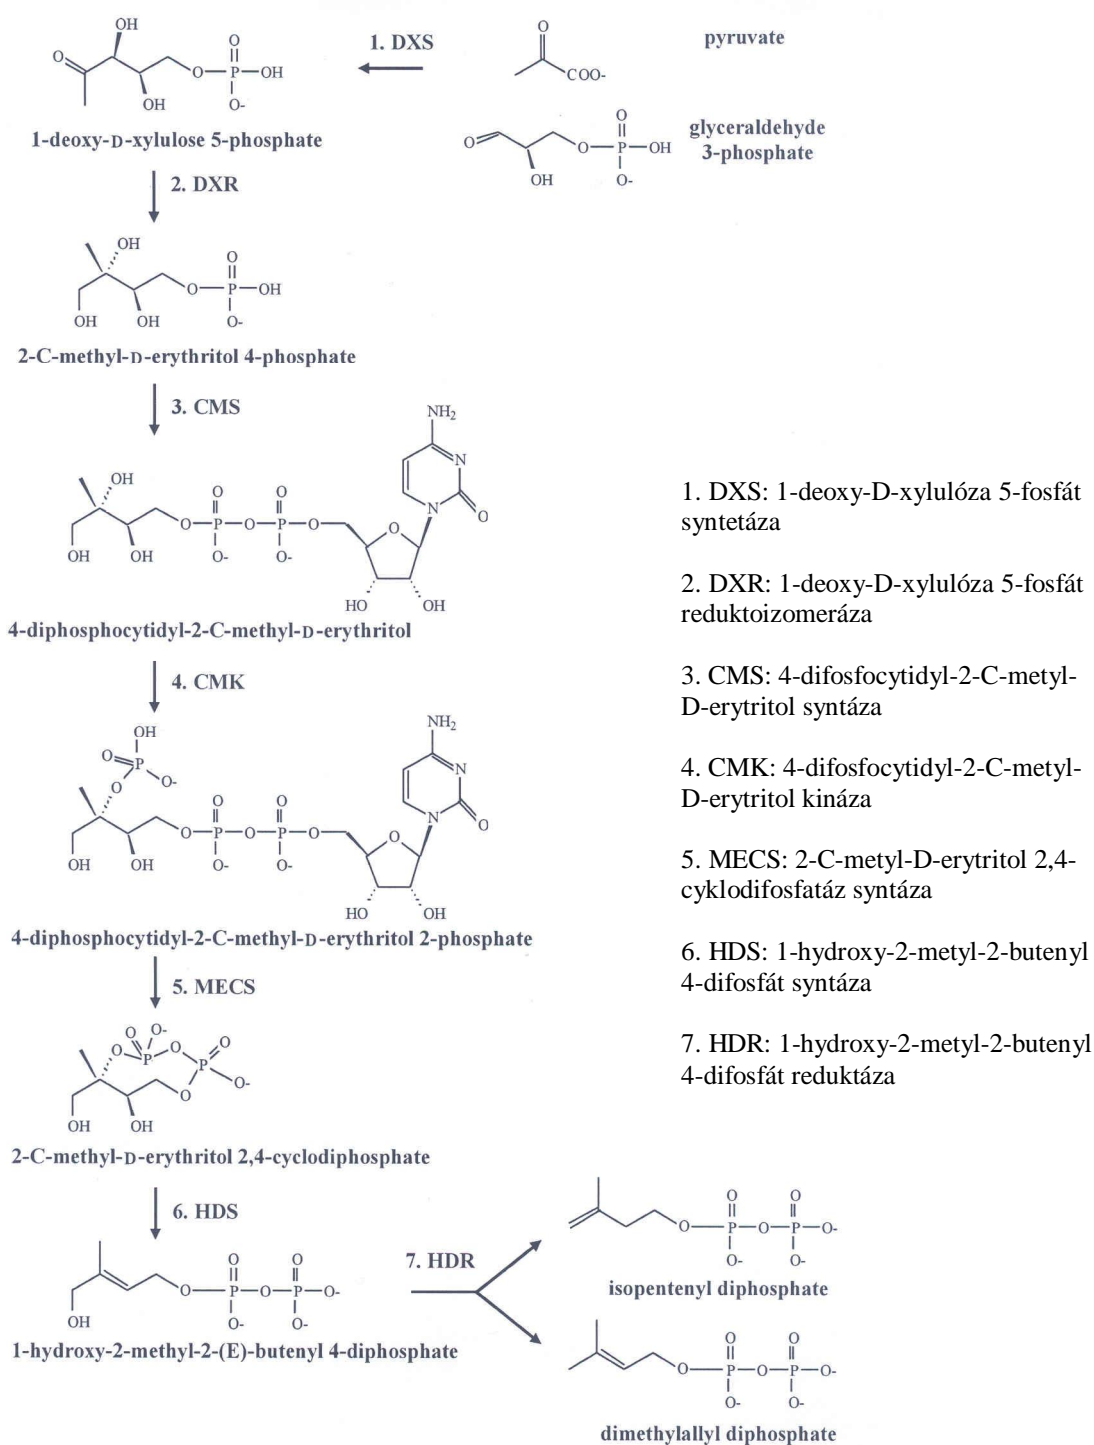 1. DXS
pyruvate
1-deoxy-D-xylulose 5-phosphate
glyceraldehyde
3-phosphate
2. DXR
2-C-methyl-D-erythritol 4-phosphate
3. CMS
4-diphosphocytidyl-2-C-methyl-D-erythritol
4. CMK
4-diphosphocytidyl-2-C-methyl-D-erythritol 2-phosphate
5. MECS
2-C-methyl-D-erythritol 2,4-cyclodiphosphate
6. HDS
1-hydroxy-2-methyl-2-(E)-butenyl 4-diphosphate
7. HDR
isopentenyl diphosphate
dimethylallyl diphosphate
1. DXS: 1-deoxy-D-xylulóza 5-fosfát
syntetáza
2. DXR: 1-deoxy-D-xylulóza 5-fosfát
reduktoizomeráza
3. CMS: 4-difosfocytidyl-2-C-metyl-
D-erytritol syntáza
4. CMK: 4-difosfocytidyl-2-C-metyl-
D-erytritol kináza
5. MECS: 2-C-metyl-D-erytritol 2,4-
cyklodifosfatáz syntáza
6. HDS: 1-hydroxy-2-metyl-2-butenyl
4-difosfát syntáza
7. HDR: 1-hydroxy-2-metyl-2-butenyl
4-difosfát reduktáza